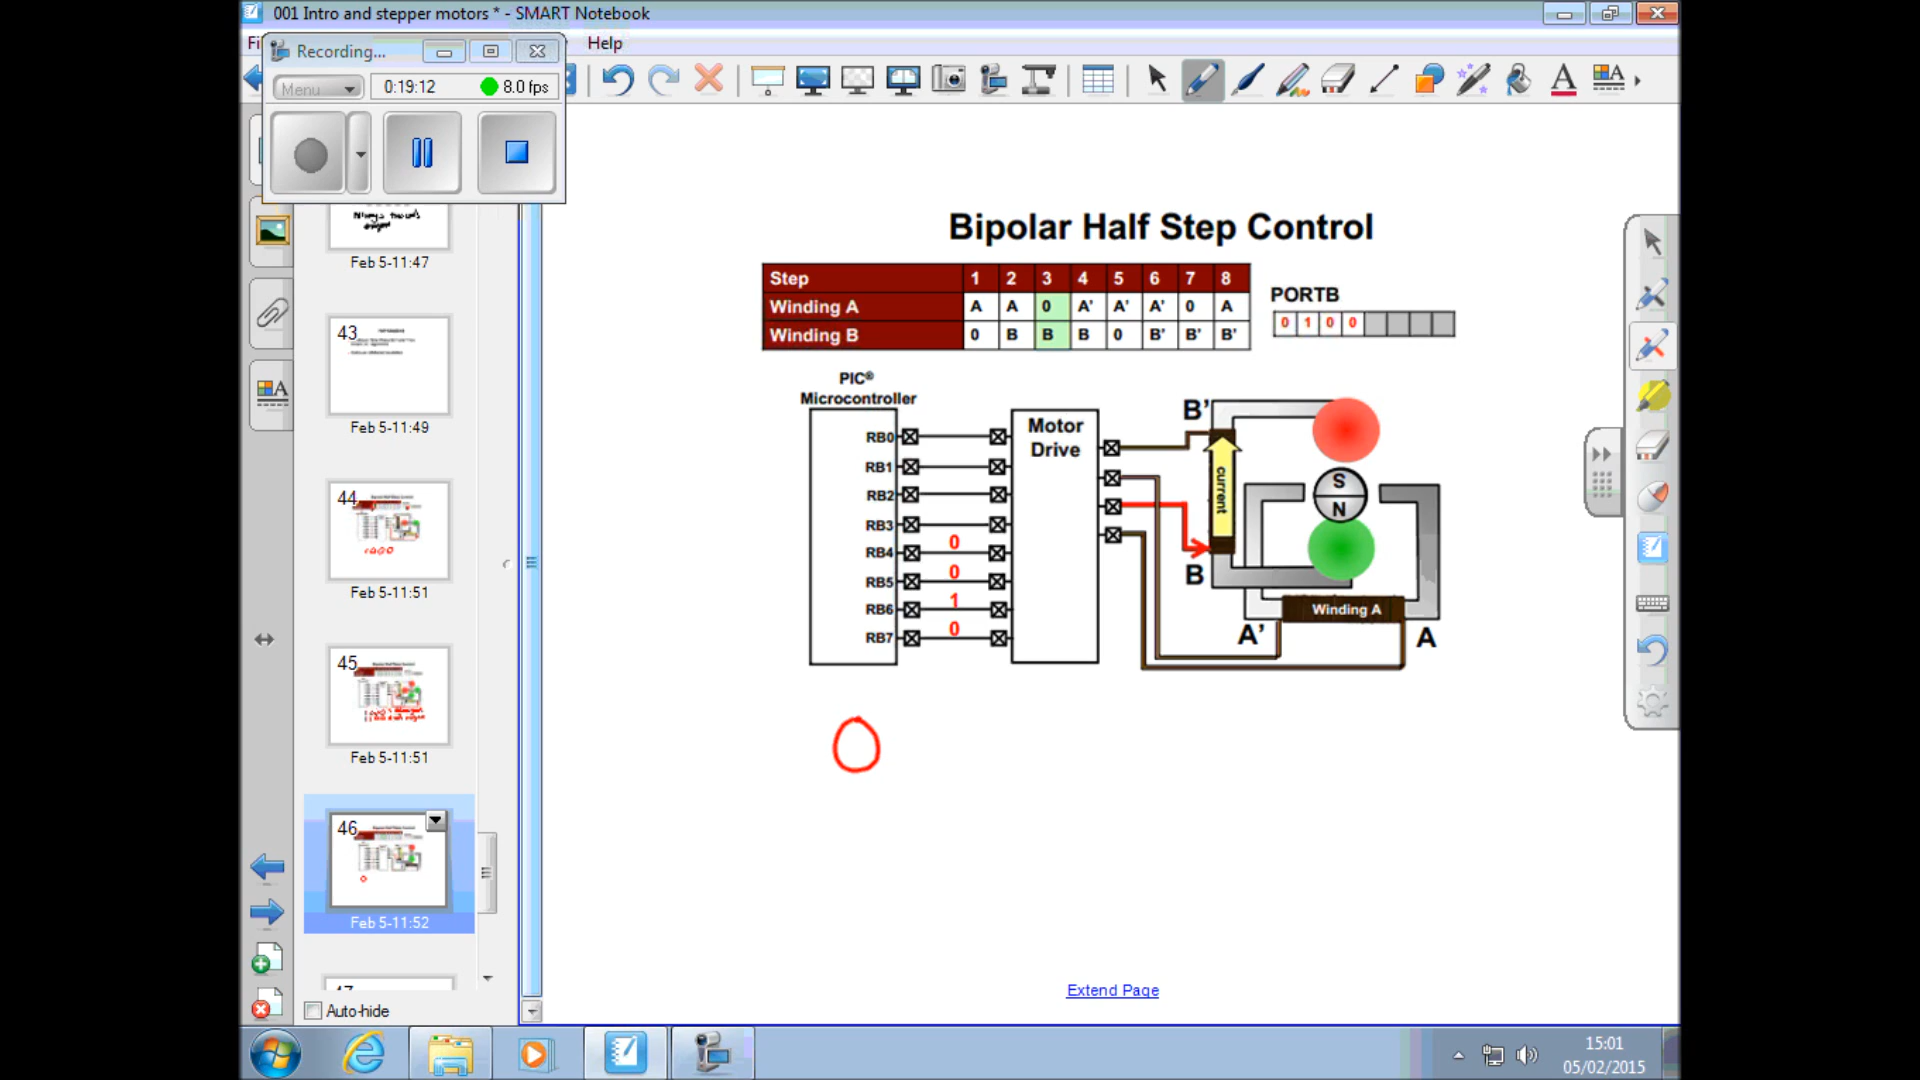 001 Intro and stepper motors * - SMART Notebook
Help
Recording...
Menu
0:19:12
8.0 fps
Feb 5-11:47
43
Feb 5-11:49
44
Feb 5-11:51
45
Feb 5-11:51
46
Feb 5-11:52
Auto-hide
Bipolar Half Step Control
Step 1 2 3 4 5 6 7 8
Winding A A A 0 A' A' A' 0 A
Winding B 0 B B B 0 B' B' B'
PORTB
0 1 0 0
PIC®
Microcontroller
RB0
RB1
RB2
RB3
RB4 0
RB5 0
RB6 1
RB7 0
Motor
Drive
B'
current
B
S
N
Winding A
A'
A
0
Extend Page
15:01
05/02/2015